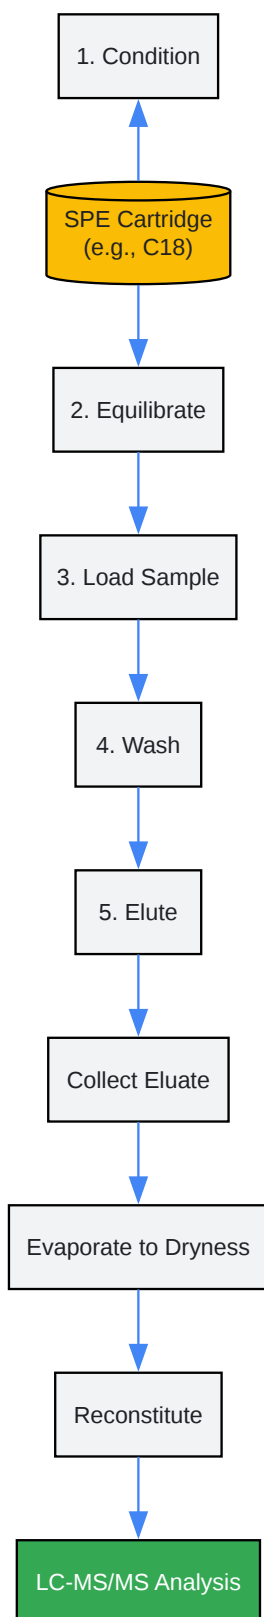 1. Condition
SPE Cartridge
(e.g., C18)
2. Equilibrate
3. Load Sample
4. Wash
5. Elute
Collect Eluate
Evaporate to Dryness
Reconstitute
LC-MS/MS Analysis